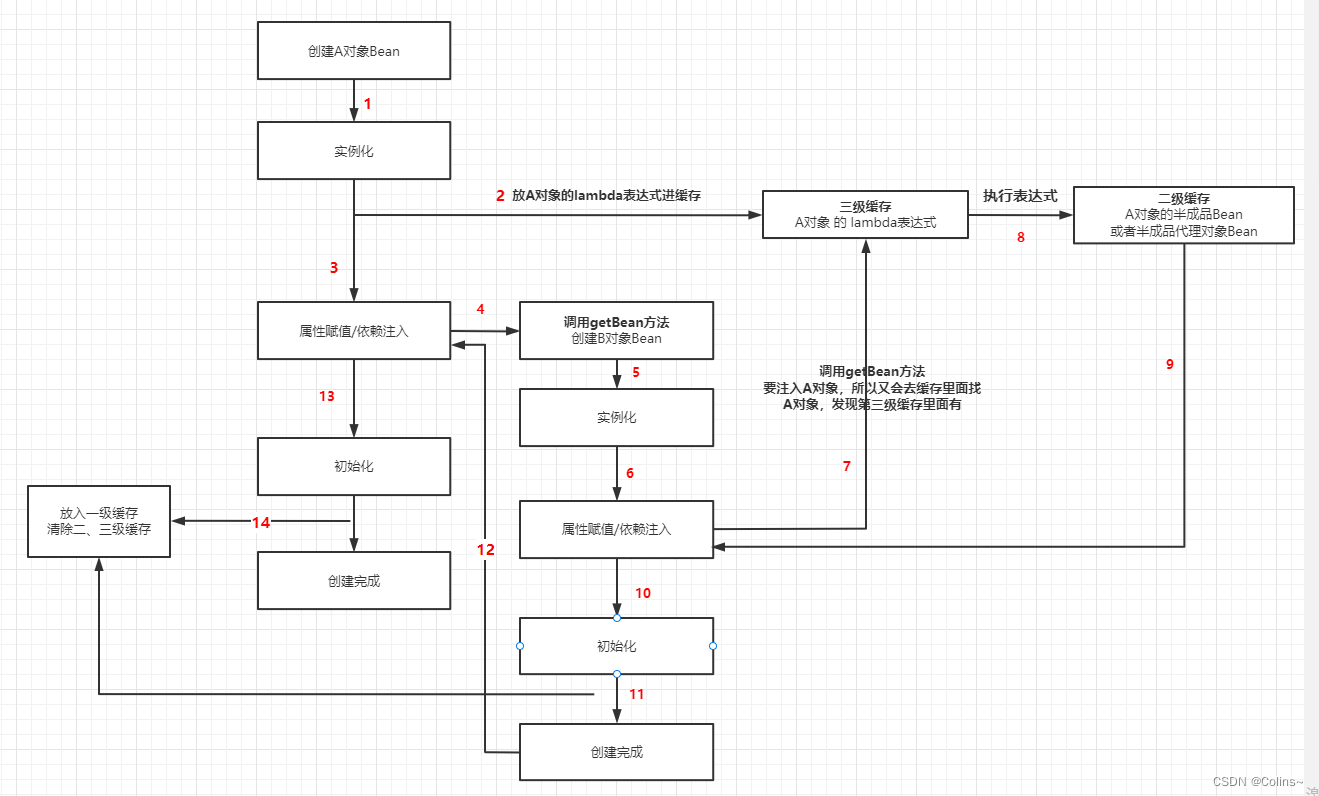 创建A对象Bean
1
实例化
2 放A对象的lambda表达式进缓存
三级缓存
A对象 的 lambda表达式
执行表达式
8
二级缓存
A对象的半成品Bean
或者半成品代理对象Bean
3
属性赋值/依赖注入
4
调用getBean方法
创建B对象Bean
5
实例化
6
调用getBean方法
要注入A对象，所以又会去缓存里面找
A对象，发现第三级缓存里面有
7
9
属性赋值/依赖注入
13
初始化
14
放入一级缓存
清除二、三级缓存
创建完成
12
10
初始化
11
创建完成
CSDN @Colins~